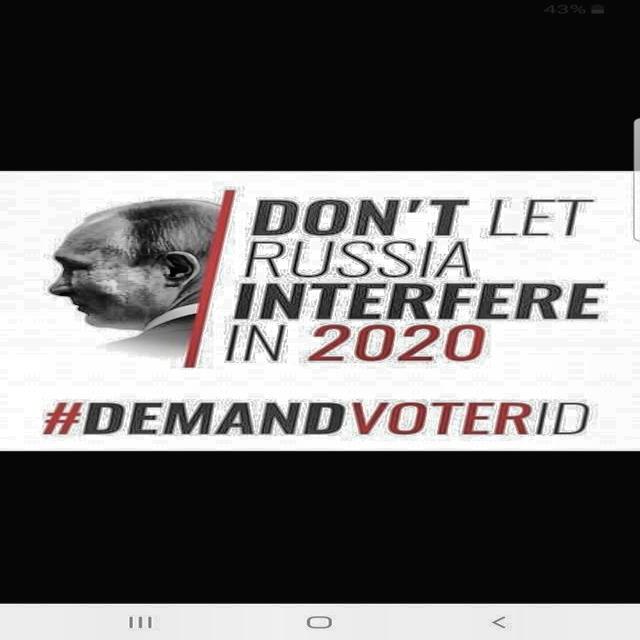 43%
DON'T LET
RUSSIA
INTERFERE
IN 2020
#DEMANDVOTERID